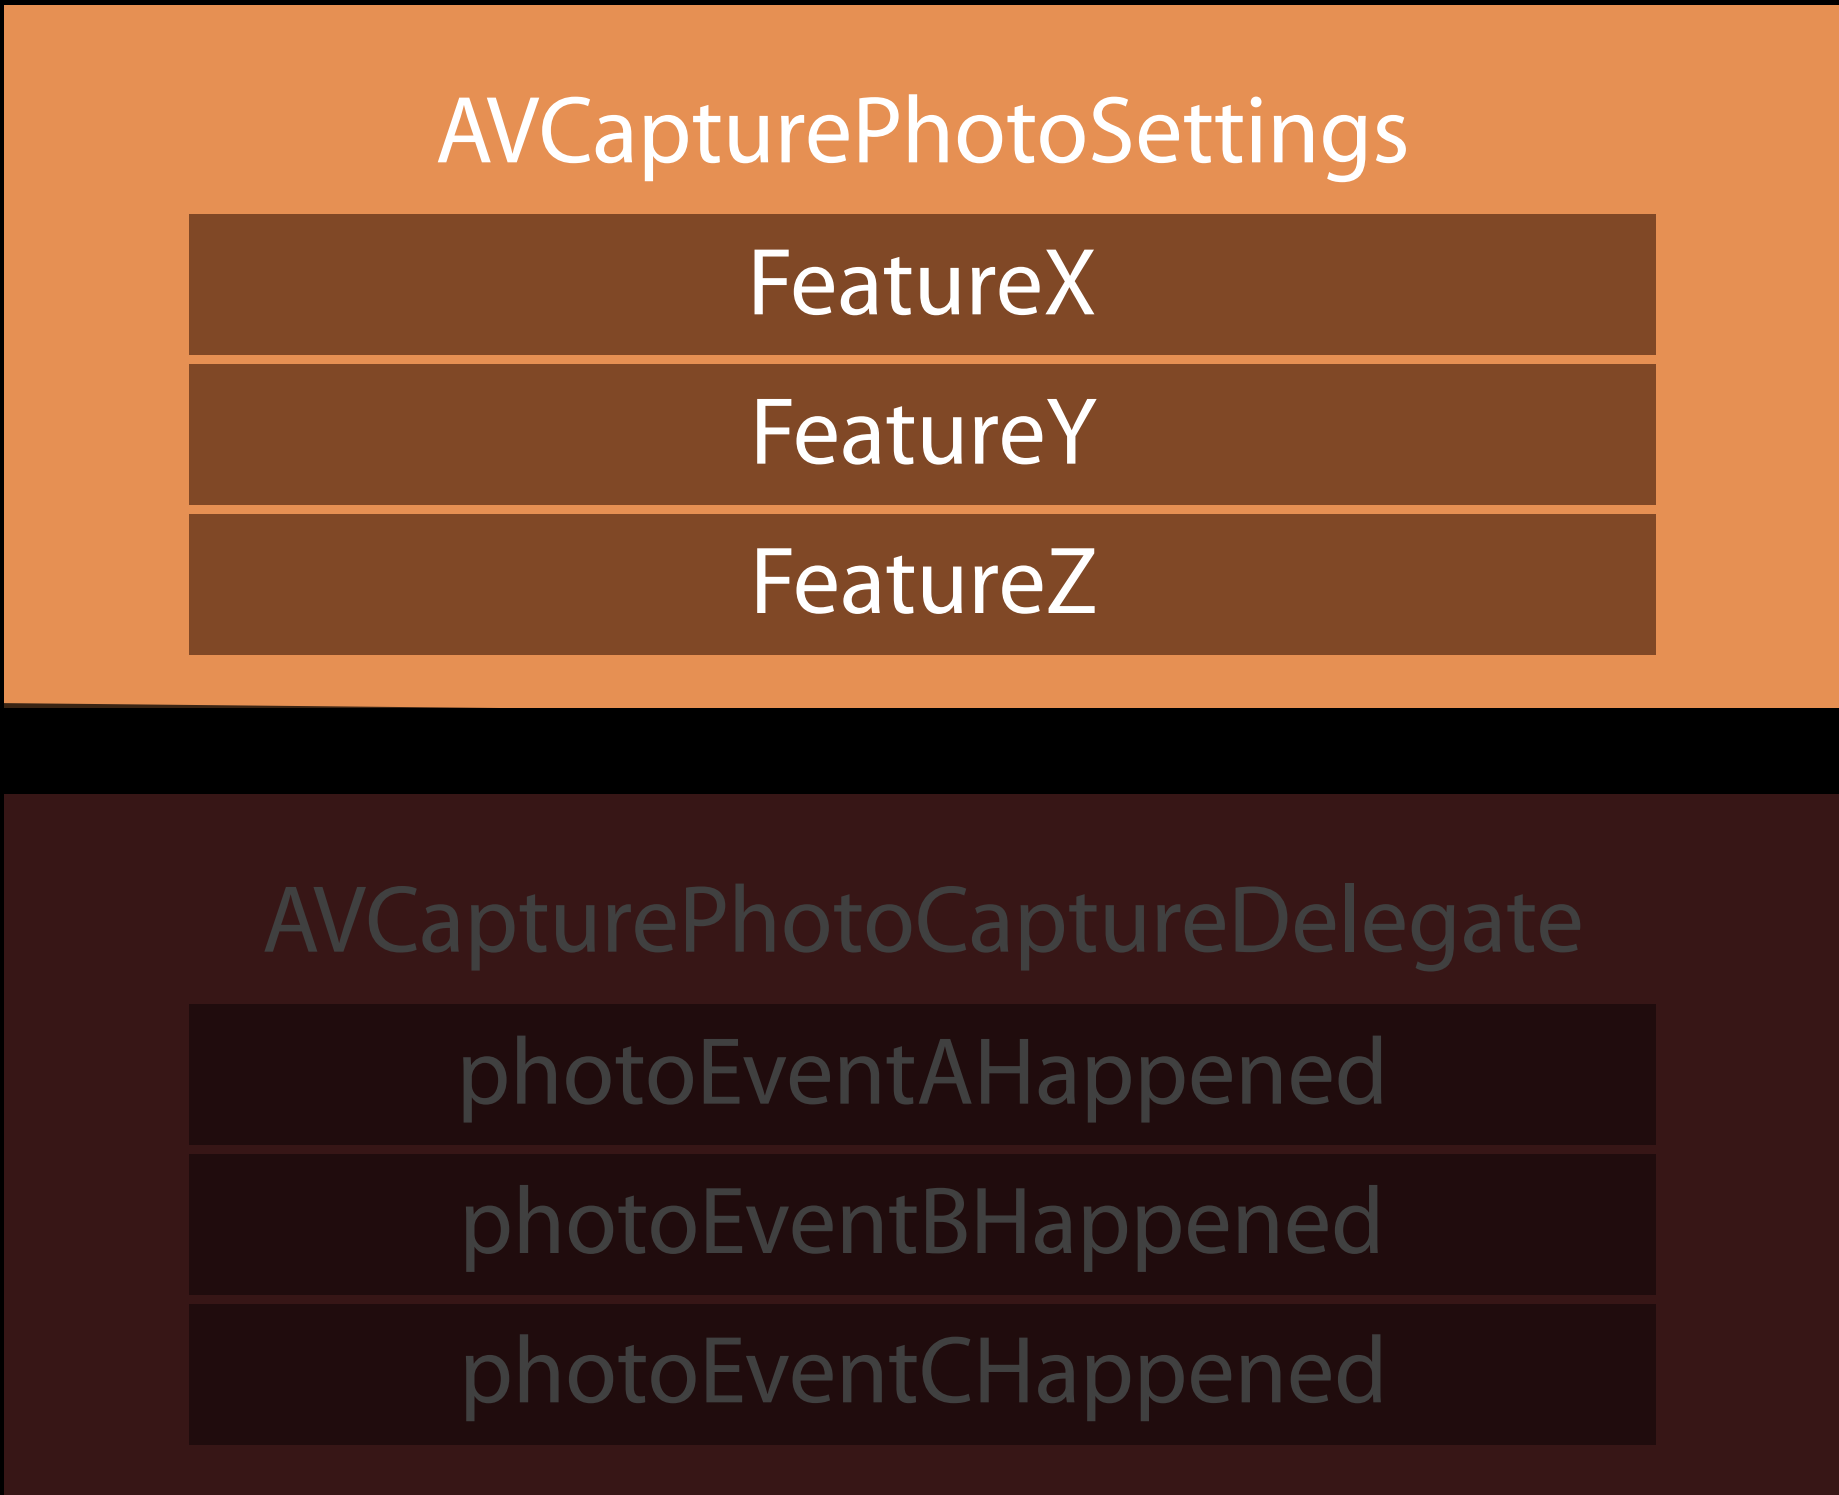 AVCapturePhotoSettings
FeatureX
FeatureY
FeatureZ
AVCapturePhotoCaptureDelegate
photoEventAHappened
photoEventBHappened
photoEventCHappened